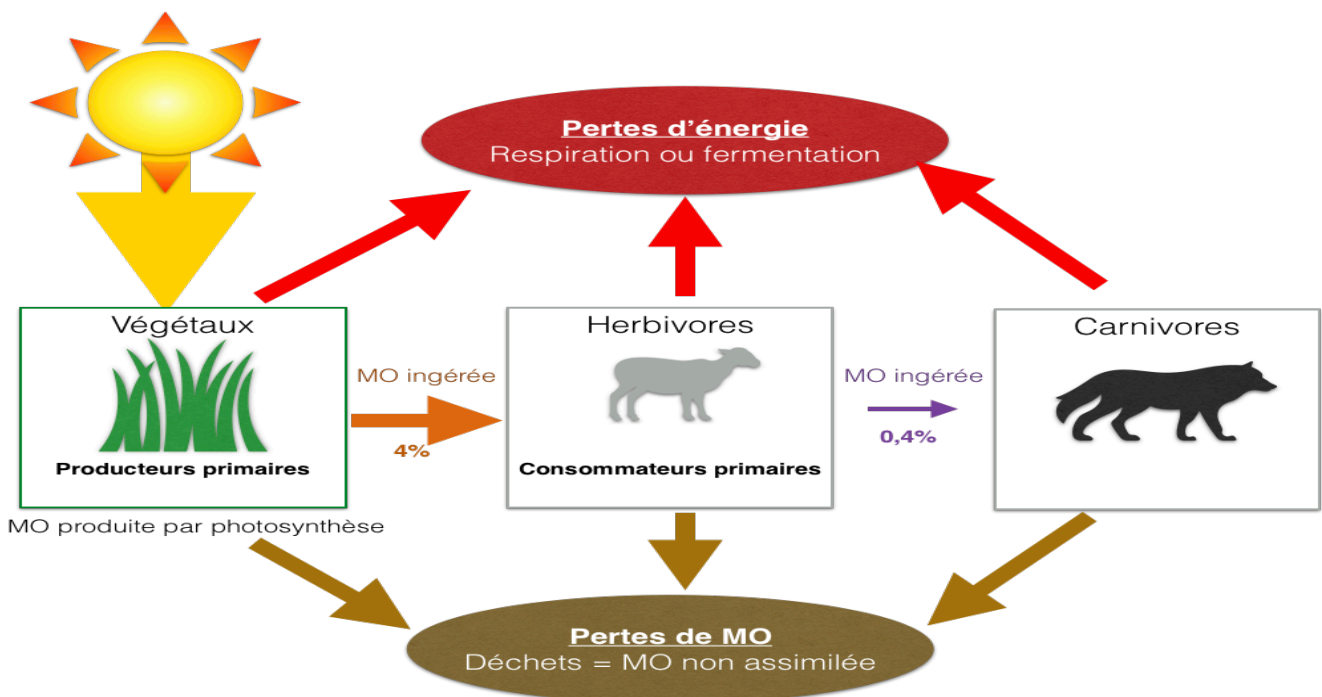 Pertes d'énergie
Respiration ou fermentation
Végétaux
Producteurs primaires
MO produite par photosynthèse
MO ingérée
4%
Herbivores
Consommateurs primaires
MO ingérée
0,4%
Carnivores
Pertes de MO
Déchets = MO non assimilée